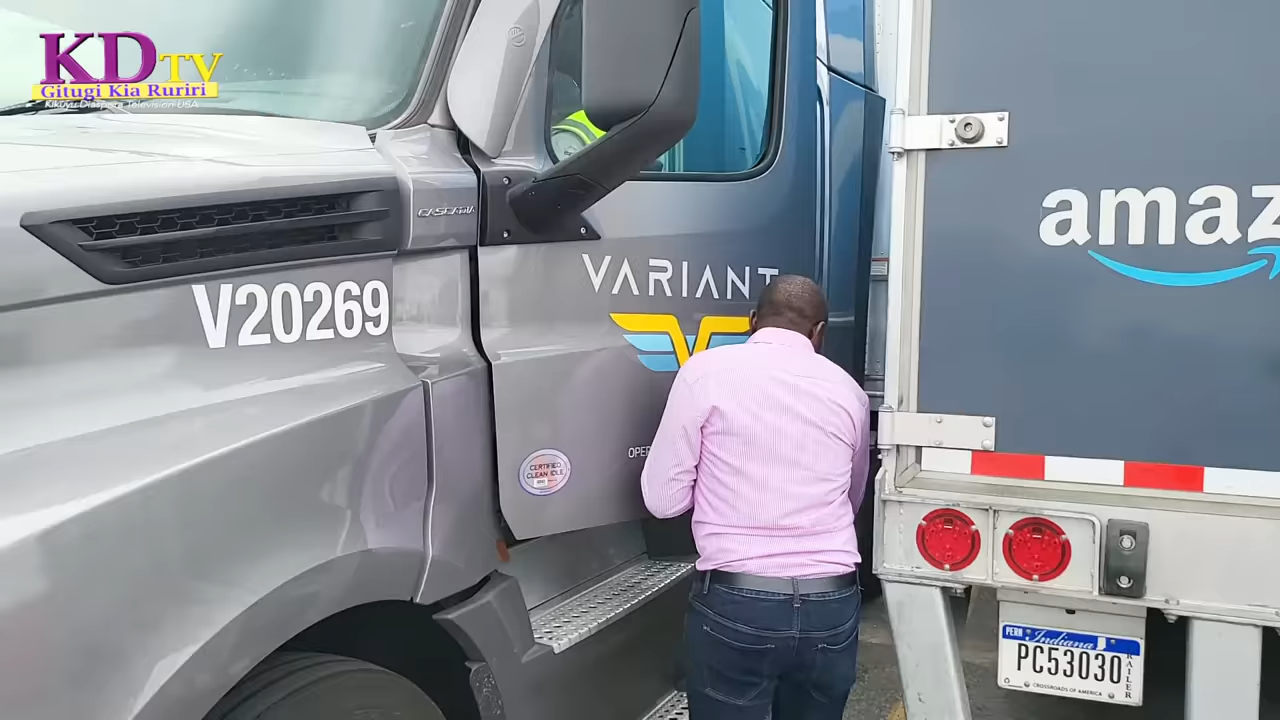 KDTV
Gitugi Kia Ruriri
Kikuyu Diaspora Television USA
CASCADIA
V20269
VARIANT
CERTIFIED
CLEAN IDLE
OPER
amaz
PERM Indiana
PC53030
TRAILER
CROSSROADS OF AMERICA